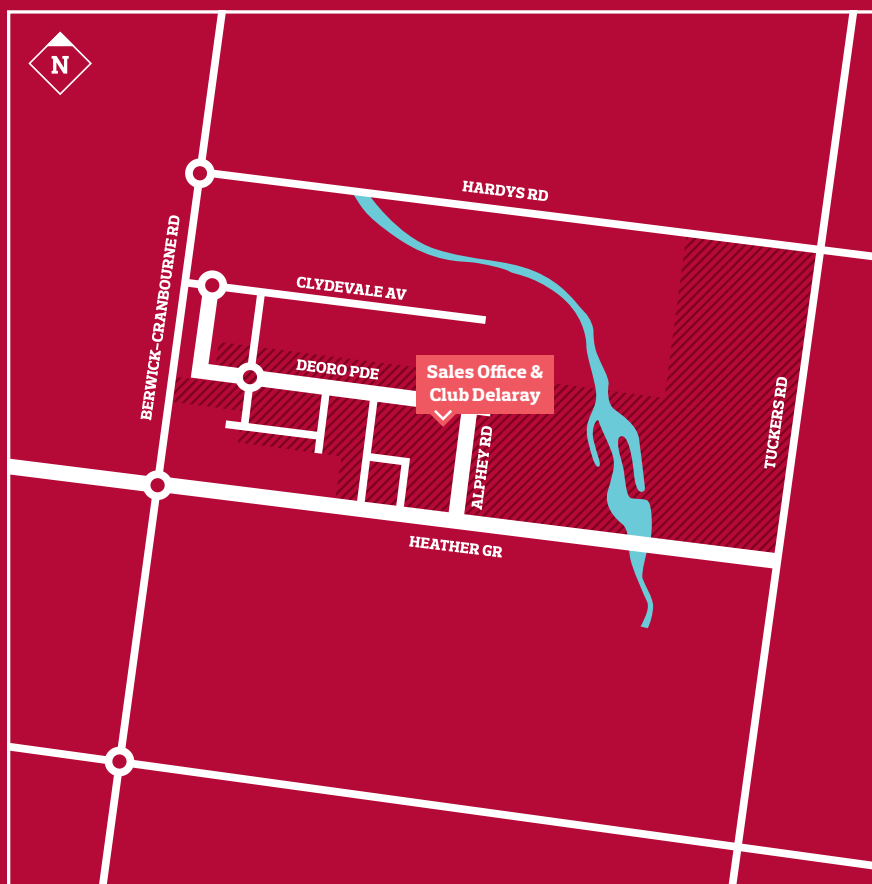 N
HARDYS RD
BERWICK–CRANBOURNE RD
CLYDEVALE AV
DEORO PDE
Sales Office &
Club Delaray
TUCKERS RD
ALPHEY RD
HEATHER GR